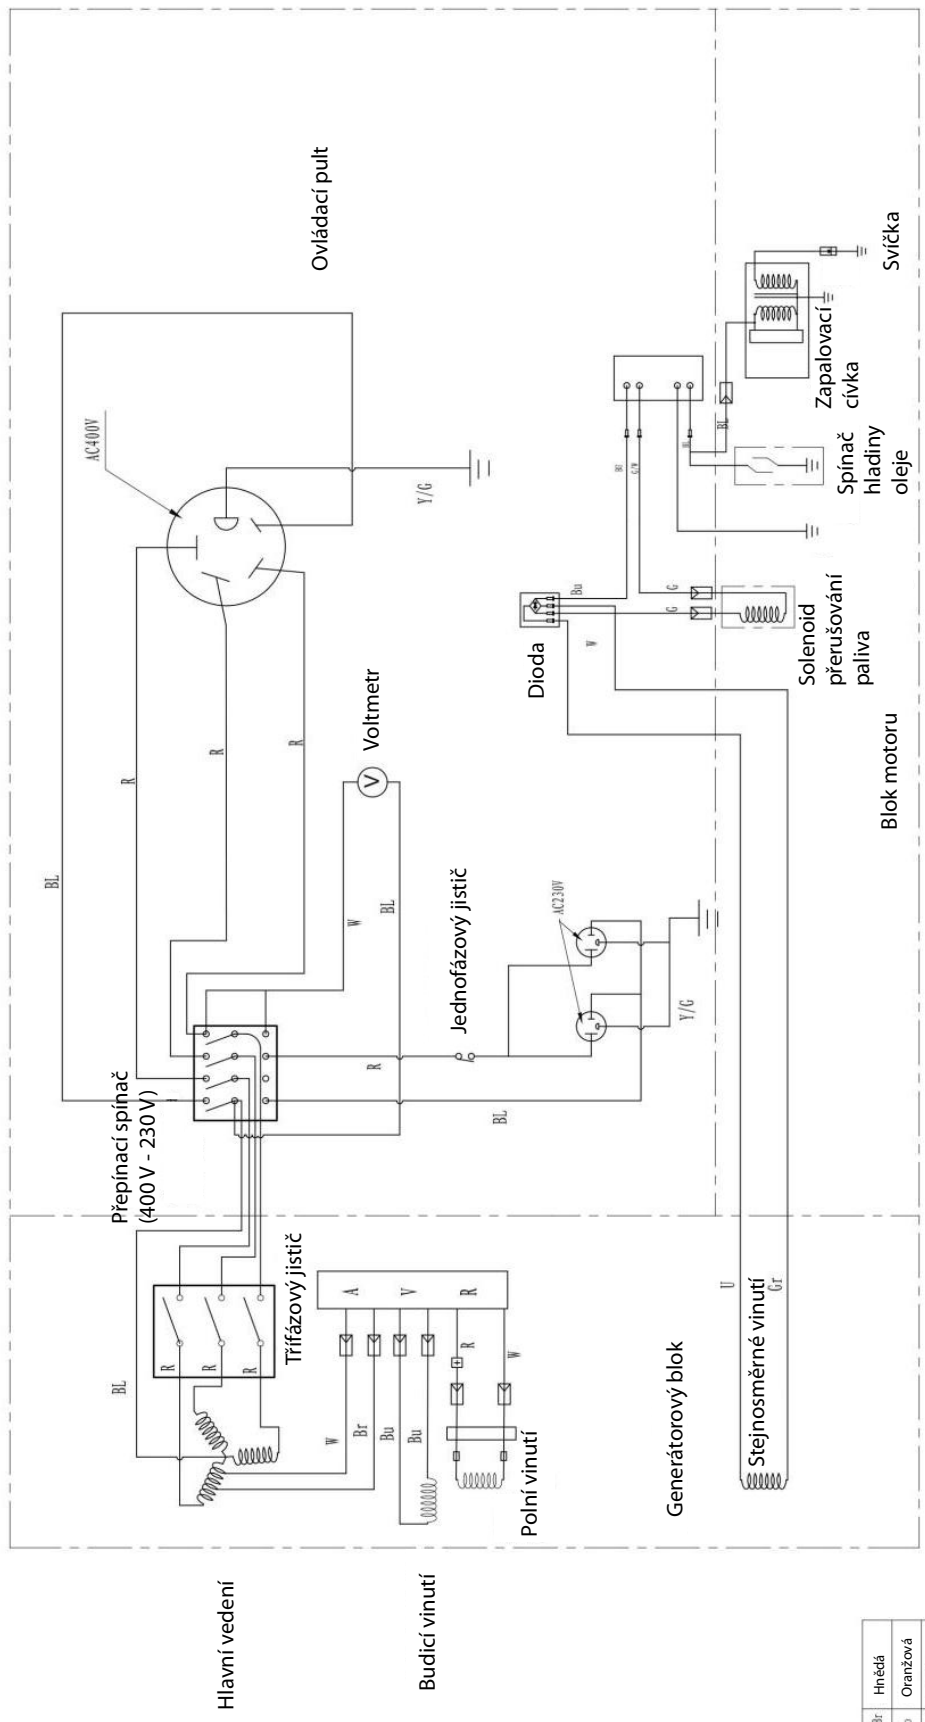 Ovládací pult
AC400V
Y/G
BL
R
R
R
Voltmetr
W
BL
Přepínací spínač
(400 V - 230 V)
Jednofázový jistič
R
BL
AC230V
Y/G
Třífázový jistič
R
R
R
BL
A
V
R
W
Br
Bu
Bu
R
W
Polní vinutí
Hlavní vedení
Budicí vinutí
Generátorový blok
Stejnosměrné vinutí
U
Gr
Dioda
Bu
W
G
G
G/W
BL
BL
Svíčka
Zapalovací
cívka
Spínač
hladiny
oleje
Solenoid
přerušování
paliva
Blok motoru
Hnědá
Oranžová